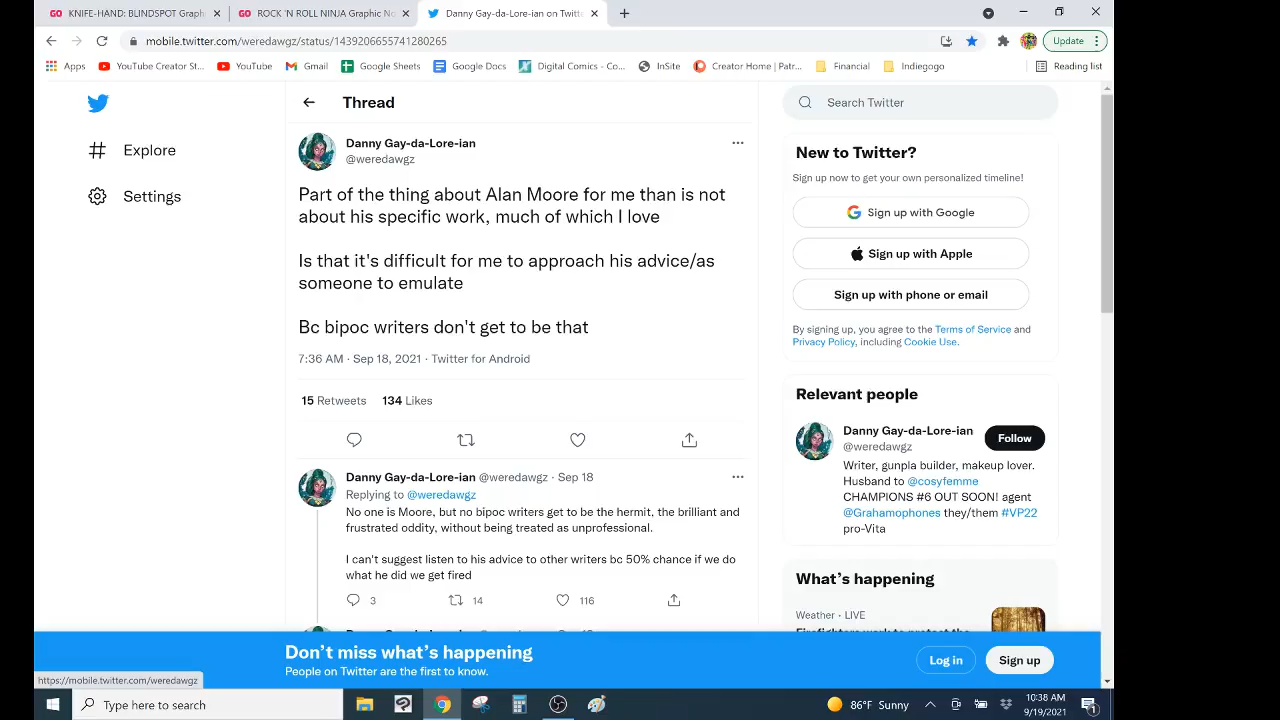 KNIFE-HAND: BLINDSPOT Graph
ROCK 'N ROLL NINJA Graphic No
Danny Gay-da-Lore-ian on Twitte
mobile.twitter.com/weredawgz/status/1439206655741280265
Update
Apps
YouTube Creator St...
YouTube
Gmail
Google Sheets
Google Docs
Digital Comics - Co...
InSite
Creator Home | Patr...
Financial
Indiegogo
Reading list
Explore
Settings
Thread
Danny Gay-da-Lore-ian
@weredawgz
Part of the thing about Alan Moore for me than is not
about his specific work, much of which I love
Is that it's difficult for me to approach his advice/as
someone to emulate
Bc bipoc writers don't get to be that
7:36 AM · Sep 18, 2021 · Twitter for Android
15 Retweets 134 Likes
Danny Gay-da-Lore-ian @weredawgz · Sep 18
Replying to @weredawgz
No one is Moore, but no bipoc writers get to be the hermit, the brilliant and
frustrated oddity, without being treated as unprofessional.
I can't suggest listen to his advice to other writers bc 50% chance if we do
what he did we get fired
3 14 116
Search Twitter
New to Twitter?
Sign up now to get your own personalized timeline!
Sign up with Google
Sign up with Apple
Sign up with phone or email
By signing up, you agree to the Terms of Service and
Privacy Policy, including Cookie Use.
Relevant people
Danny Gay-da-Lore-ian
@weredawgz
Follow
Writer, gunpla builder, makeup lover.
Husband to @cosyfemme
CHAMPIONS #6 OUT SOON! agent
@Grahamophones they/them #VP22
pro-Vita
What's happening
Weather · LIVE
Don't miss what's happening
People on Twitter are the first to know.
Log in
Sign up
https://mobile.twitter.com/weredawgz
Type here to search
86°F Sunny
10:38 AM
9/19/2021
1